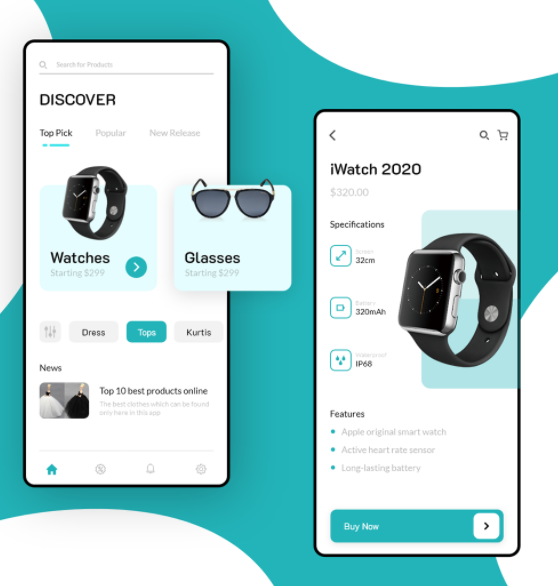 Search for Products
DISCOVER
Top Pick
Popular
New Release
Watches
Starting $299
Glasses
Starting $299
Dress
Tops
Kurtis
News
Top 10 best products online
The best clothes which can be found
only here in this app
iWatch 2020
$320.00
Specifications
Screen
32cm
Battery
320mAh
Waterproof
IP68
Features
Apple original smart watch
Active heart rate sensor
Long-lasting battery
Buy Now